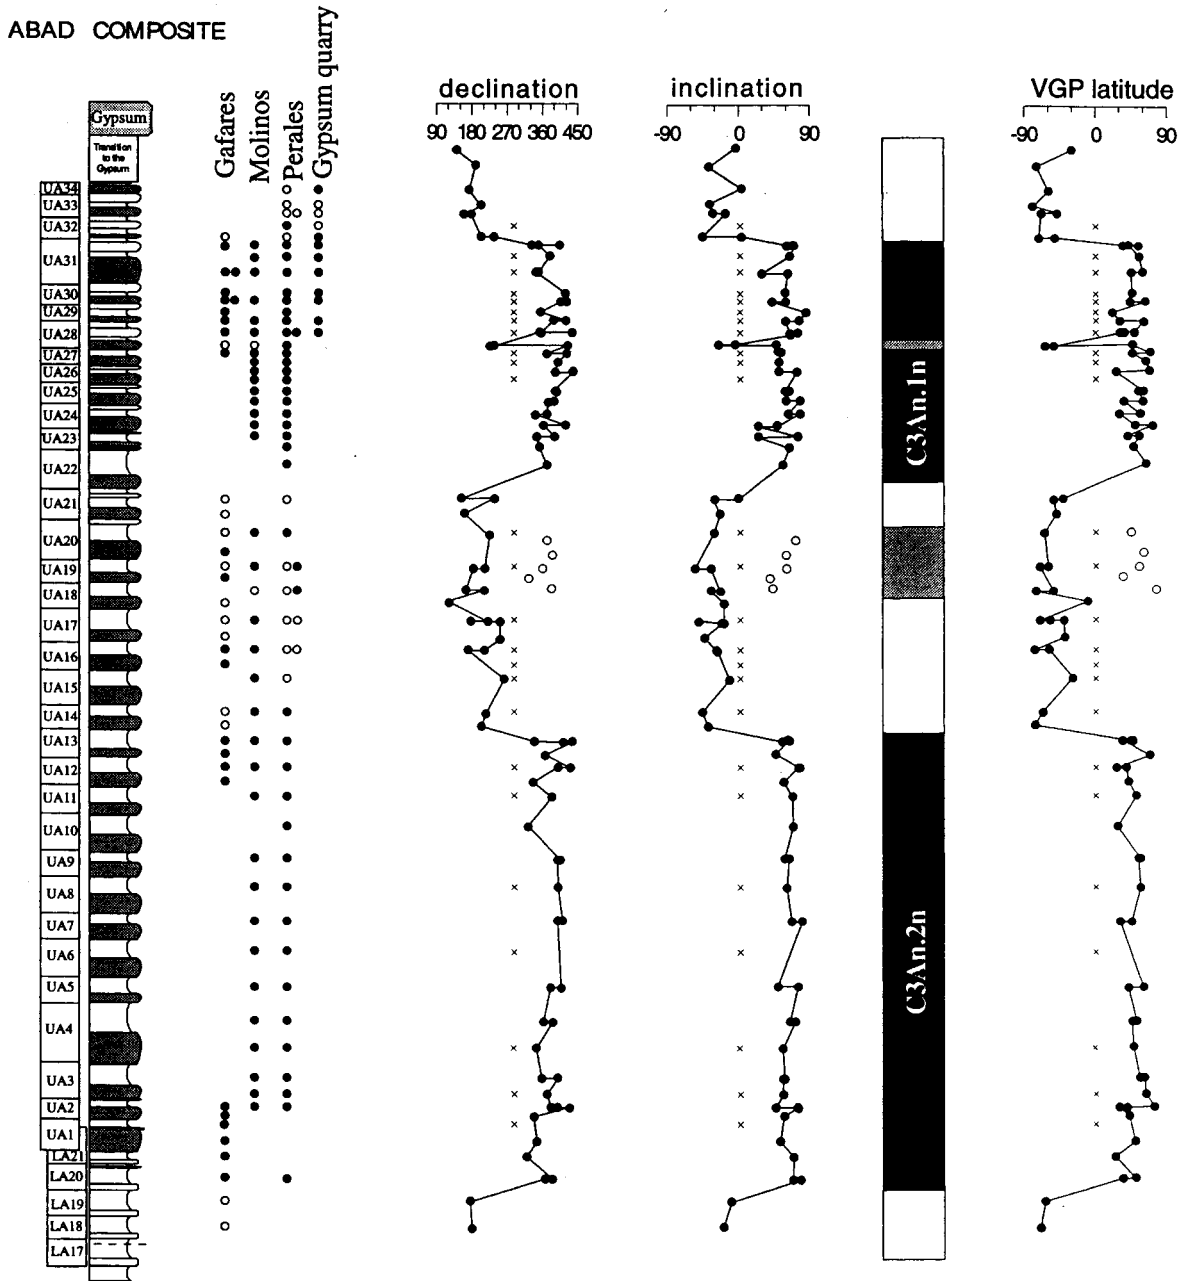 ABAD COMPOSITE
Gafares
Molinos
Perales
Gypsum quarry
declination
90 180 270 360 450
inclination
-90 0 90
VGP latitude
-90 0 90
Gypsum
Transition
to the
Gypsum
UA34
UA33
UA32
UA31
UA30
UA29
UA28
UA27
UA26
UA25
UA24
UA23
UA22
UA21
UA20
UA19
UA18
UA17
UA16
UA15
UA14
UA13
UA12
UA11
UA10
UA9
UA8
UA7
UA6
UA5
UA4
UA3
UA2
UA1
LA21
LA20
LA19
LA18
LA17
C3An.1n
C3An.2n